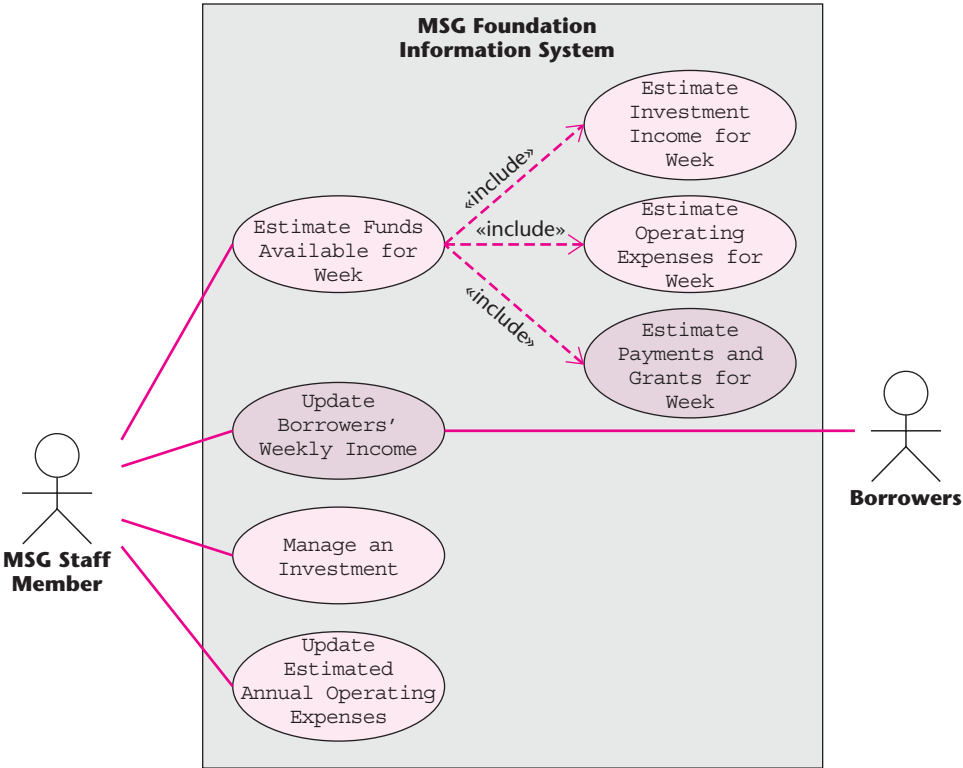 MSG Foundation
Information System
Estimate
Investment
Income for
Week
«include»
Estimate Funds
Available for
Week
«include»
Estimate
Operating
Expenses for
Week
«include»
Estimate
Payments and
Grants for
Week
Update
Borrowers’
Weekly Income
Borrowers
MSG Staff
Member
Manage an
Investment
Update
Estimated
Annual Operating
Expenses